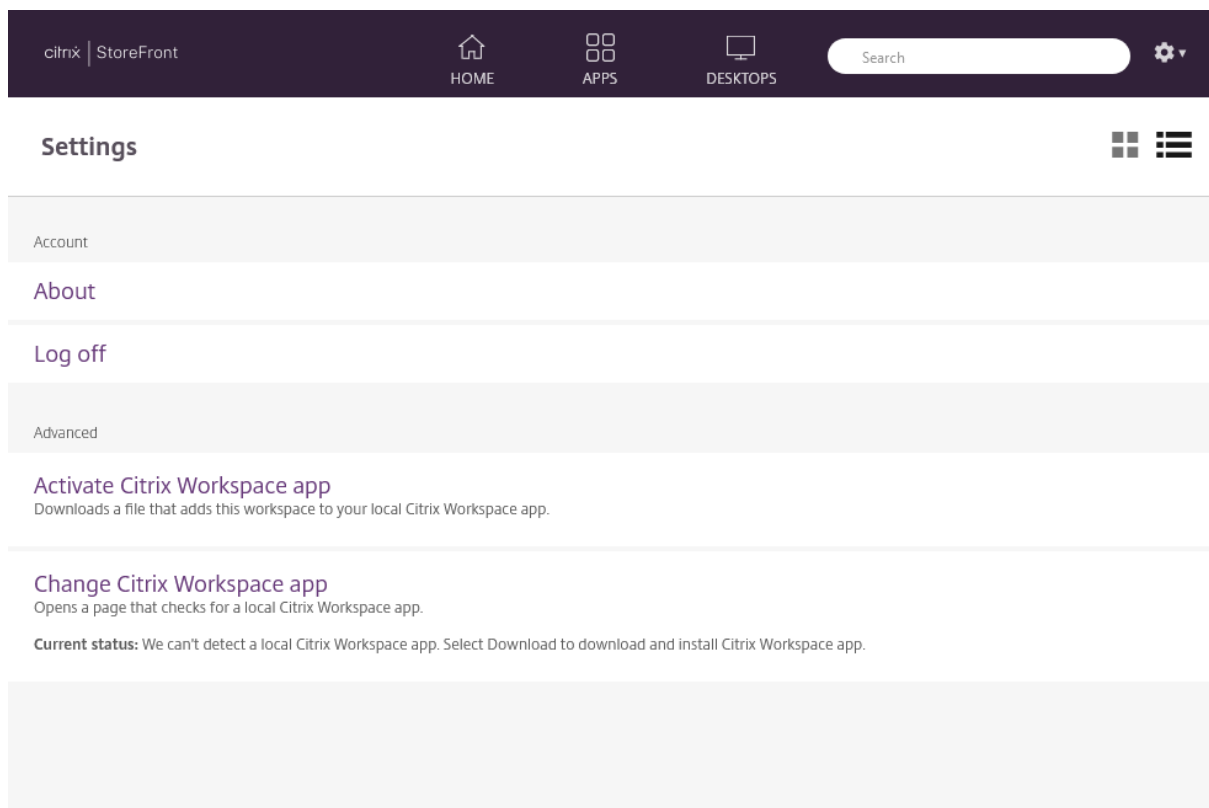 citrix | StoreFront
HOME
APPS
DESKTOPS
Search
Settings
Account
About
Log off
Advanced
Activate Citrix Workspace app
Downloads a file that adds this workspace to your local Citrix Workspace app.
Change Citrix Workspace app
Opens a page that checks for a local Citrix Workspace app.
Current status: We can't detect a local Citrix Workspace app. Select Download to download and install Citrix Workspace app.